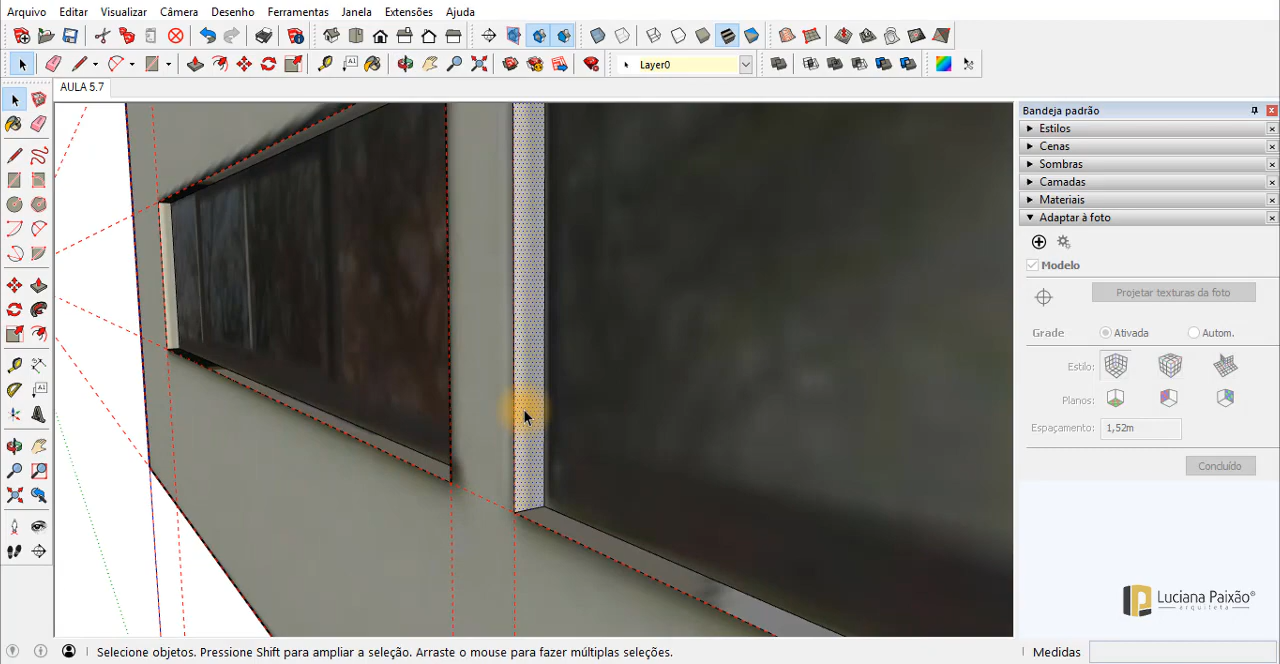 Arquivo Editar Visualizar Câmera Desenho Ferramentas Janela Extensões Ajuda
Layer0
AULA 5.7
Bandeja padrão
Estilos
Cenas
Sombras
Camadas
Materiais
Adaptar à foto
Modelo
Projetar texturas da foto
Grade Ativada Autom.
Estilo:
Planos:
Espaçamento: 1,52m
Concluído
LP Luciana Paixão®
arquiteta
Selecione objetos. Pressione Shift para ampliar a seleção. Arraste o mouse para fazer múltiplas seleções.
Medidas